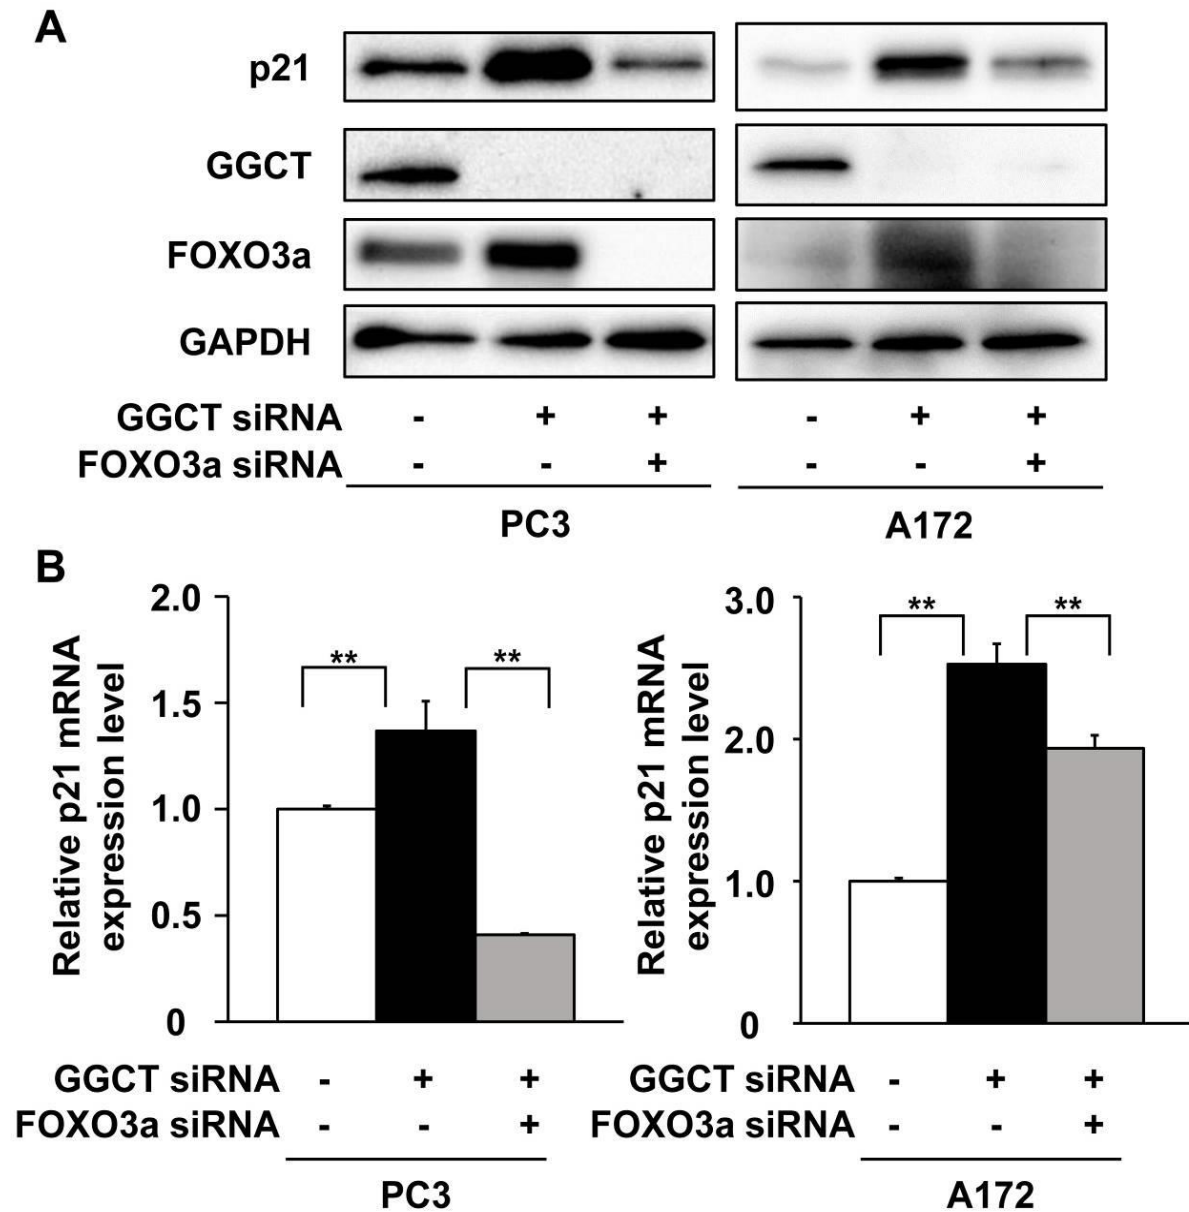 A
p21
GGCT
FOXO3a
GAPDH
GGCT siRNA - + + - + +
FOXO3a siRNA - - + - - +
PC3 A172
B
Relative p21 mRNA
expression level
2.0
1.5
1.0
0.5
0
** **
GGCT siRNA - + +
FOXO3a siRNA - - +
PC3
Relative p21 mRNA
expression level
3.0
2.0
1.0
0
** **
GGCT siRNA - + +
FOXO3a siRNA - - +
A172